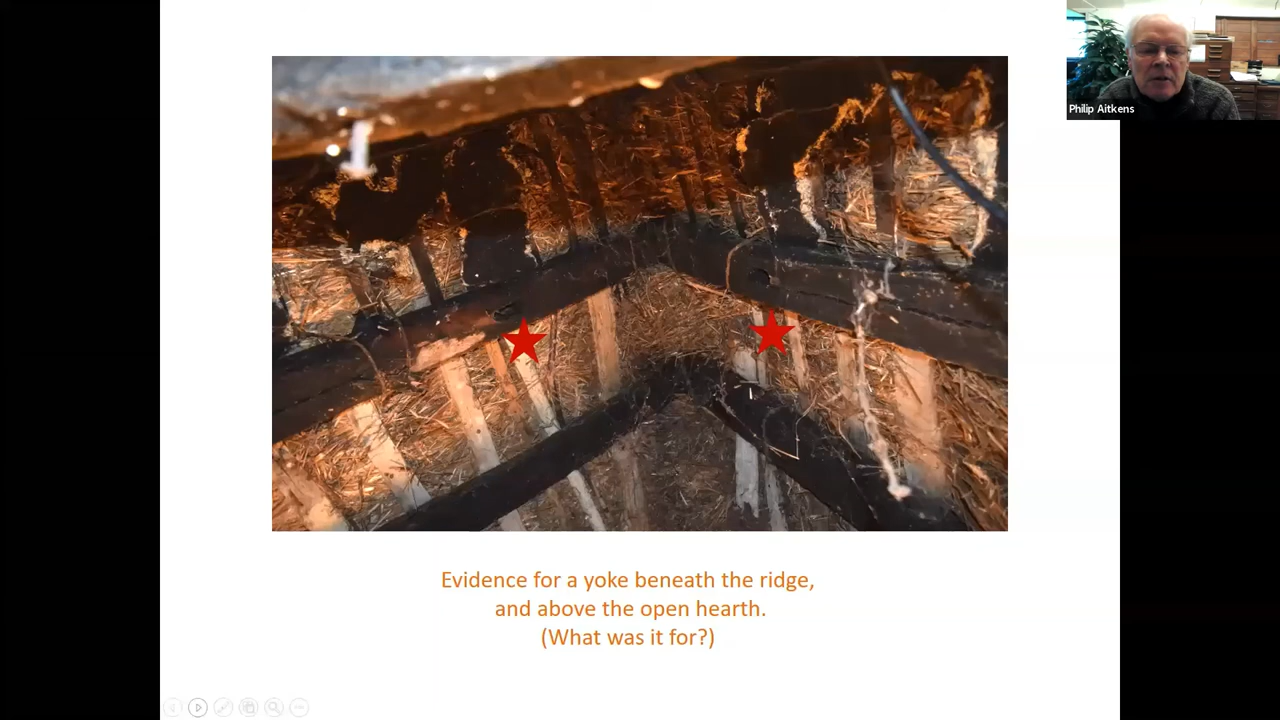 Philip Aitkens
Evidence for a yoke beneath the ridge,
and above the open hearth.
(What was it for?)